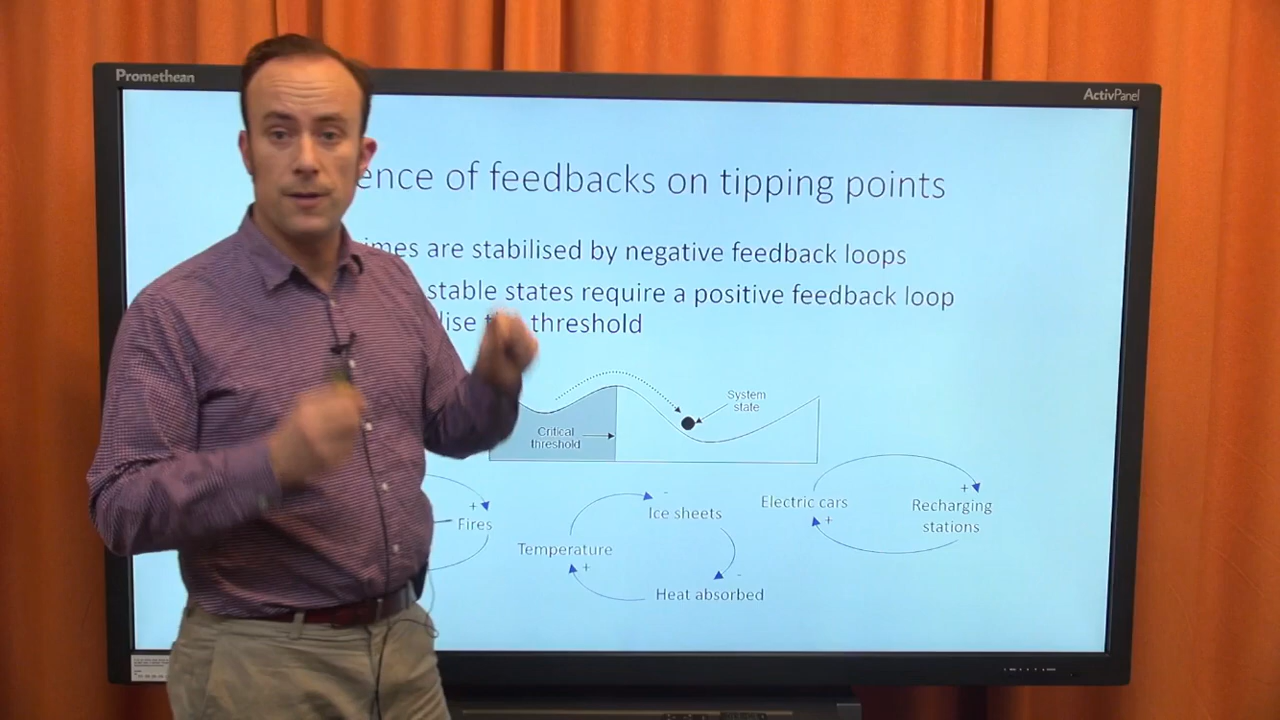 Promethean
ActivPanel
ence of feedbacks on tipping points
imes are stabilised by negative feedback loops
stable states require a positive feedback loop
lise threshold
System
state
Critical
threshold
+
Fires
-
Ice sheets
Temperature
+
-
Heat absorbed
Electric cars
+
+
Recharging
stations